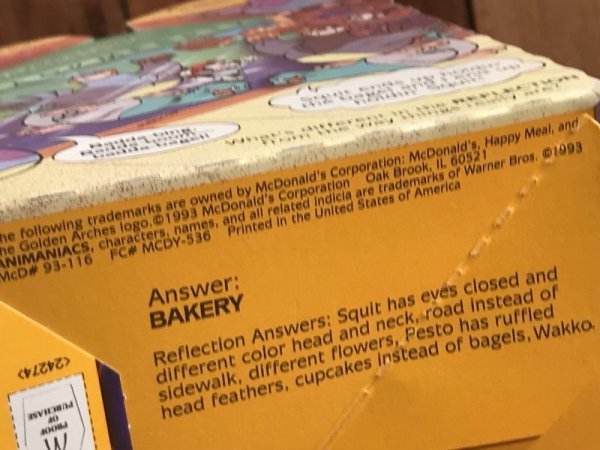 What's different in the REFLECTION
he following trademarks are owned by McDonald's Corporation: McDonald's, Happy Meal, and
he Golden Arches logo. ©1993 McDonald's Corporation Oak Brook, IL 60521
ANIMANIACS, characters, names, and all related indicia are trademarks of Warner Bros. ©1993
McD# 93-116 FC# MCDY-536 Printed in the United States of America
Answer:
BAKERY
Reflection Answers: Squit has eyes closed and
different color head and neck, road instead of
sidewalk, different flowers, Pesto has ruffled
head feathers, cupcakes instead of bagels, Wakko.
<24274>
PROOF
OF
PURCHASE